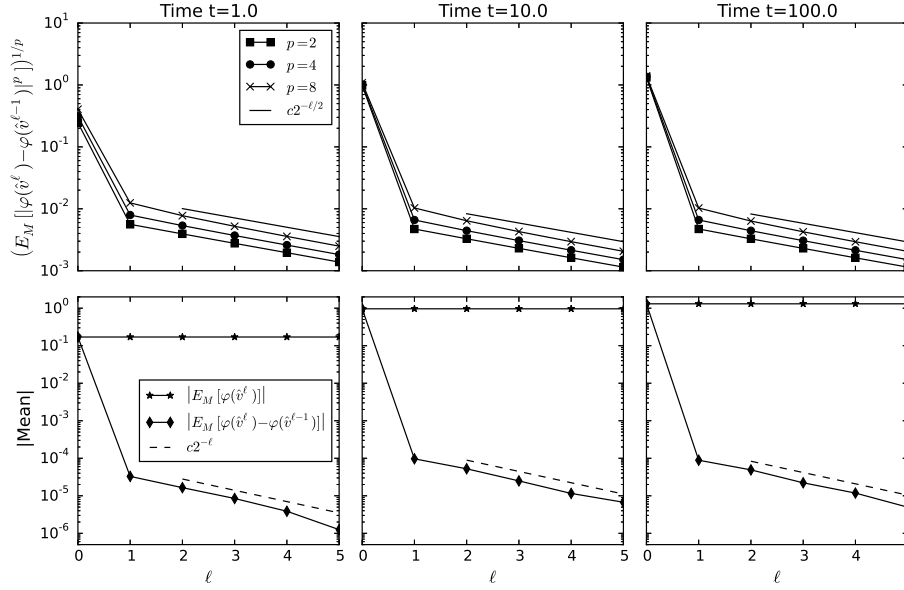 Time t=1.0
Time t=10.0
Time t=100.0
(E_M[|φ(v̂^ℓ)−φ(v̂^{ℓ−1})|^p])^{1/p}
10^1
10^0
10^{-1}
10^{-2}
10^{-3}
p=2
p=4
p=8
c2^{−ℓ/2}
|Mean|
10^0
10^{-1}
10^{-2}
10^{-3}
10^{-4}
10^{-5}
10^{-6}
|E_M[φ(v̂^ℓ)]|
|E_M[φ(v̂^ℓ)−φ(v̂^{ℓ−1})]|
c2^{−ℓ}
0 1 2 3 4 5
0 1 2 3 4 5
0 1 2 3 4
ℓ
ℓ
ℓ